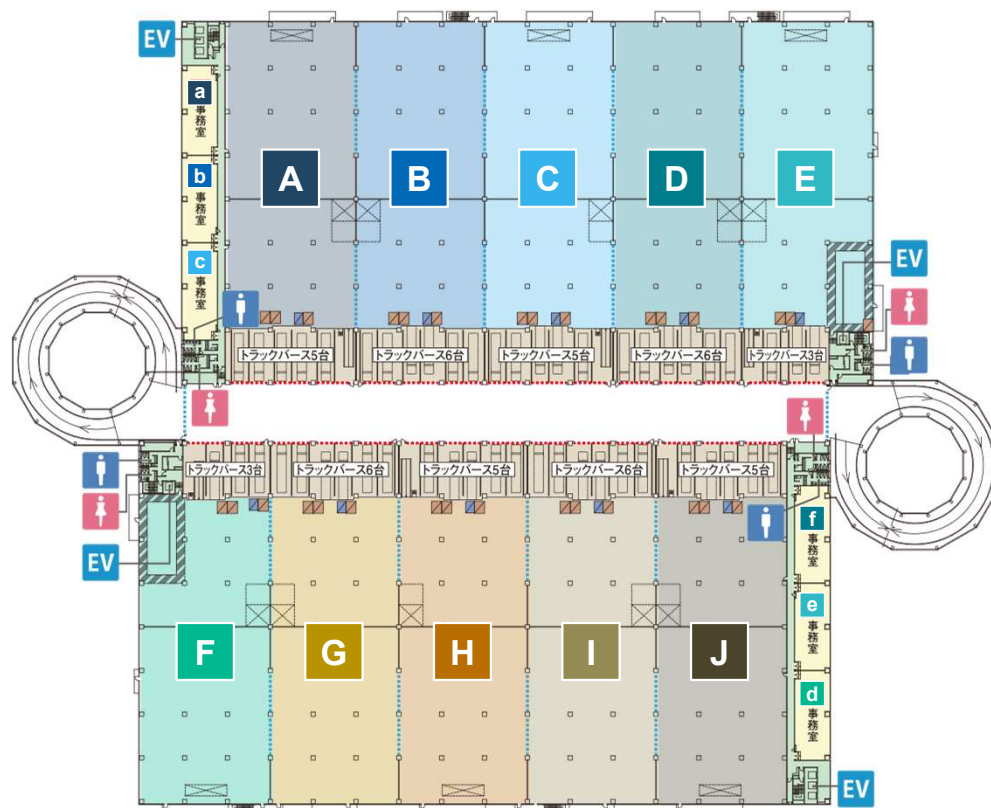 EV
a
事務室
b
事務室
c
事務室
A
B
C
D
E
EV
トラックバース5台
トラックバース6台
トラックバース5台
トラックバース6台
トラックバース3台
トラックバース3台
トラックバース6台
トラックバース5台
トラックバース6台
トラックバース5台
EV
F
G
H
I
J
f
事務室
e
事務室
d
事務室
EV